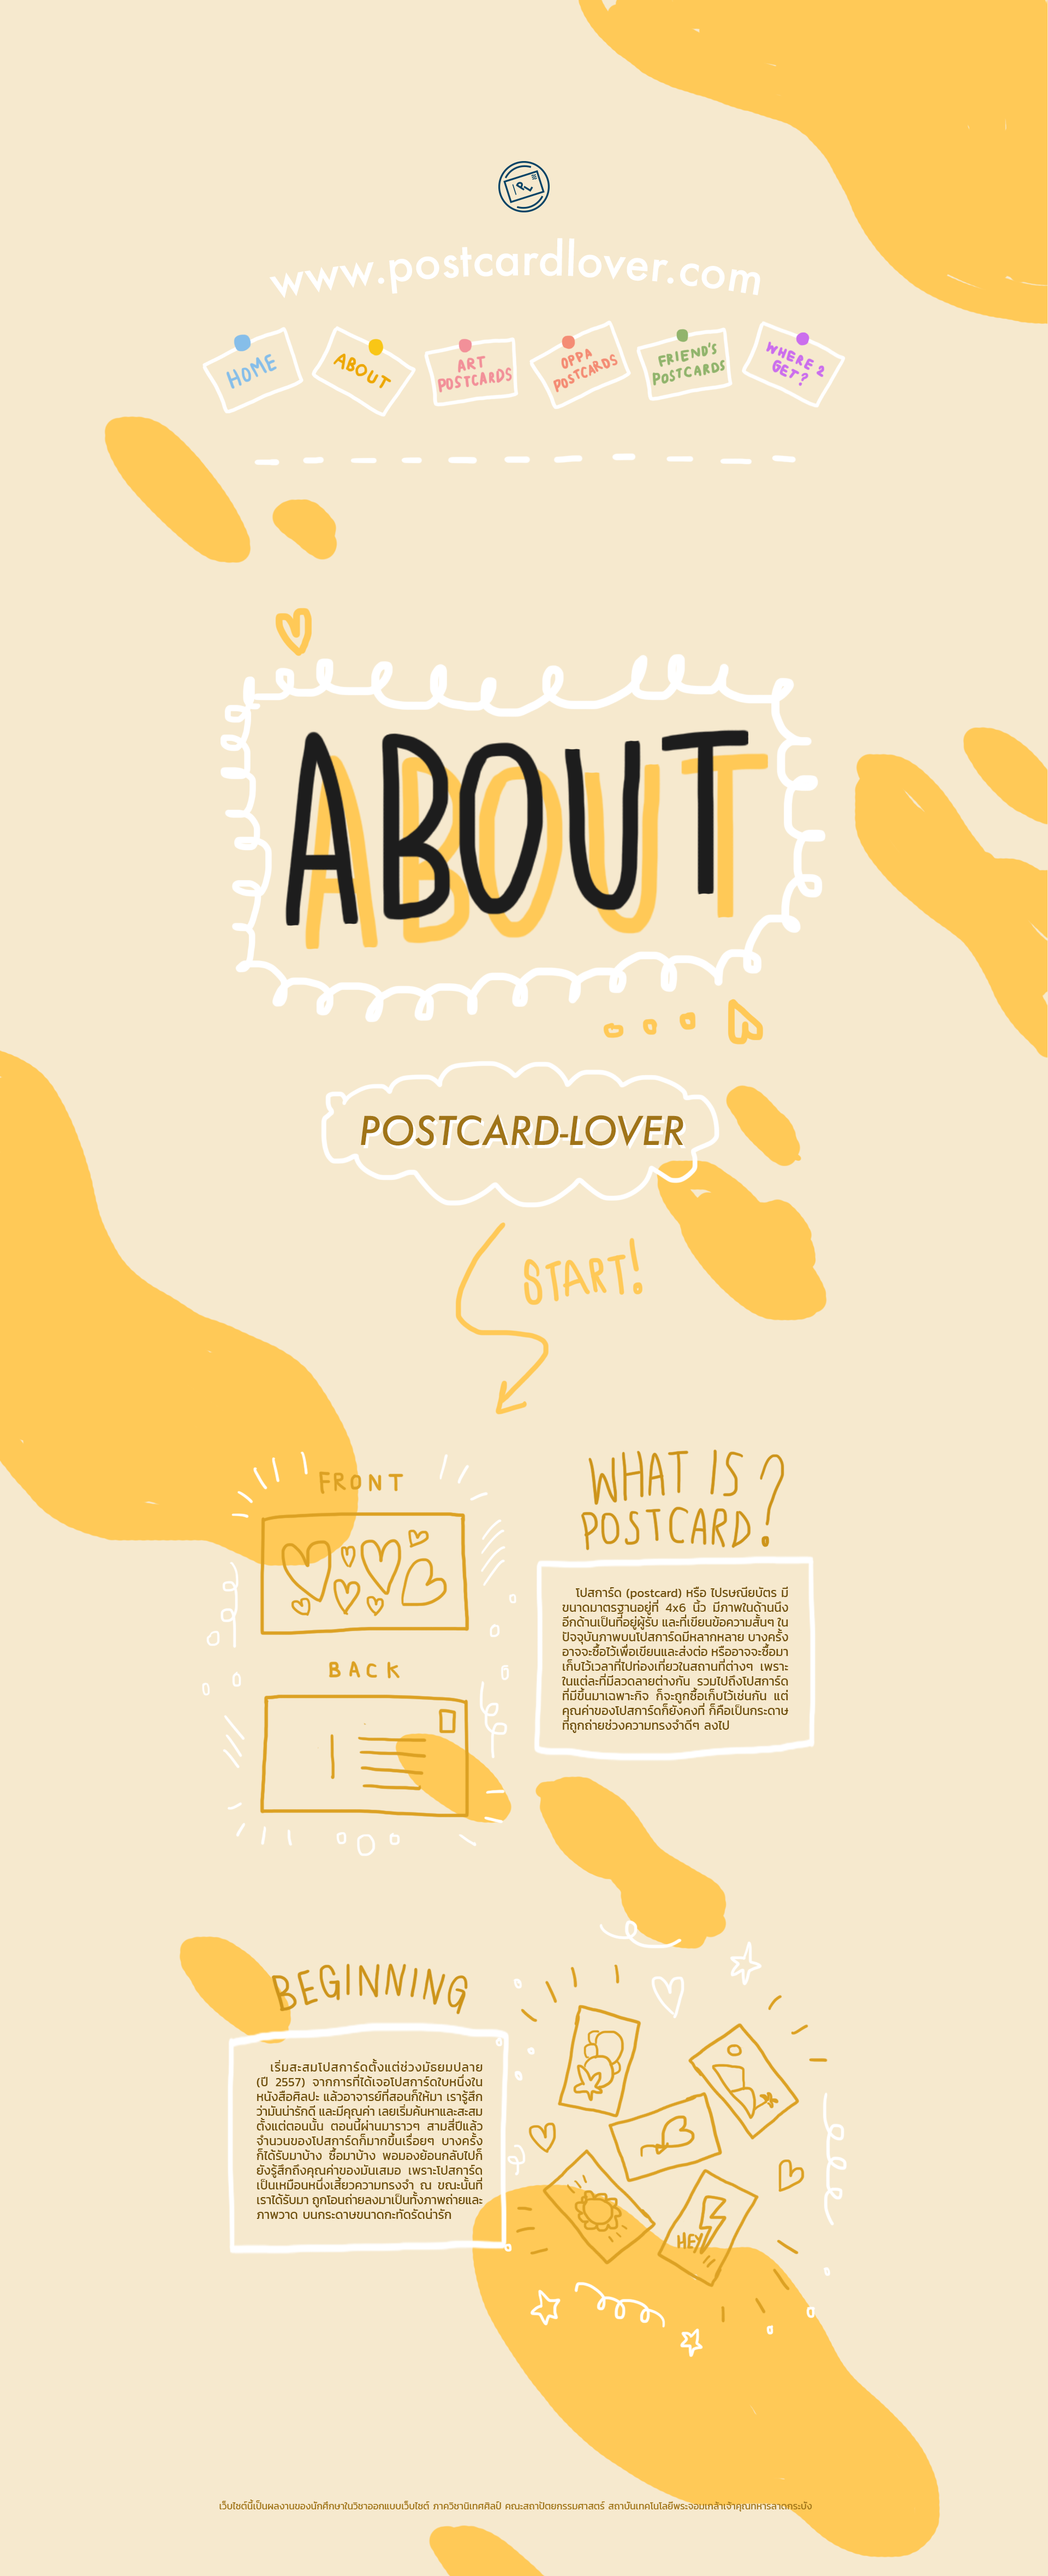 PL
www.postcardlover.com
HOME
ABOUT
ART
POSTCARDS
OPPA
POSTCARDS
FRIEND'S
POSTCARDS
WHERE 2
GET?
ABOUT
POSTCARD-LOVER
START!
FRONT
WHAT IS
POSTCARD?
โปสการ์ด (postcard) หรือ ไปรษณียบัตร มี
ขนาดมาตรฐานอยู่ที่ 4x6 นิ้ว มีภาพในด้านนึง
อีกด้านเป็นที่อยู่ผู้รับ และที่เขียนข้อความสั้นๆ ใน
ปัจจุบันภาพบนโปสการ์ดมีหลากหลาย บางครั้ง
อาจจะซื้อไว้เพื่อเขียนและส่งต่อ หรืออาจจะซื้อมา
เก็บไว้เวลาที่ไปท่องเที่ยวในสถานที่ต่างๆ เพราะ
ในแต่ละที่มีลวดลายต่างกัน รวมไปถึงโปสการ์ด
ที่มีขึ้นมาเฉพาะกิจ ก็จะถูกซื้อเก็บไว้เช่นกัน แต่
คุณค่าของโปสการ์ดก็ยังคงที่ ก็คือเป็นกระดาษ
ที่ถูกถ่ายช่วงความทรงจำดีๆ ลงไป
BACK
BEGINNING
เริ่มสะสมโปสการ์ดตั้งแต่ช่วงมัธยมปลาย
(ปี 2557) จากการที่ได้เจอโปสการ์ดใบหนึ่งใน
หนังสือศิลปะ แล้วอาจารย์ที่สอนก็ให้มา เรารู้สึก
ว่ามันน่ารักดี และมีคุณค่า เลยเริ่มค้นหาและสะสม
ตั้งแต่ตอนนั้น ตอนนี้ผ่านมาราวๆ สามสี่ปีแล้ว
จำนวนของโปสการ์ดก็มากขึ้นเรื่อยๆ บางครั้ง
ก็ได้รับมาบ้าง ซื้อมาบ้าง พอมองย้อนกลับไปก็
ยังรู้สึกถึงคุณค่าของมันเสมอ เพราะโปสการ์ด
เป็นเหมือนหนึ่งเสี้ยวความทรงจำ ณ ขณะนั้นที่
เราได้รับมา ถูกโอนถ่ายลงมาเป็นทั้งภาพถ่ายและ
ภาพวาด บนกระดาษขนาดกะทัดรัดน่ารัก
HEY
เว็บไซต์นี้เป็นผลงานของนักศึกษาในวิชาออกแบบเว็บไซต์ ภาควิชานิเทศศิลป์ คณะสถาปัตยกรรมศาสตร์ สถาบันเทคโนโลยีพระจอมเกล้าเจ้าคุณทหารลาดกระบัง